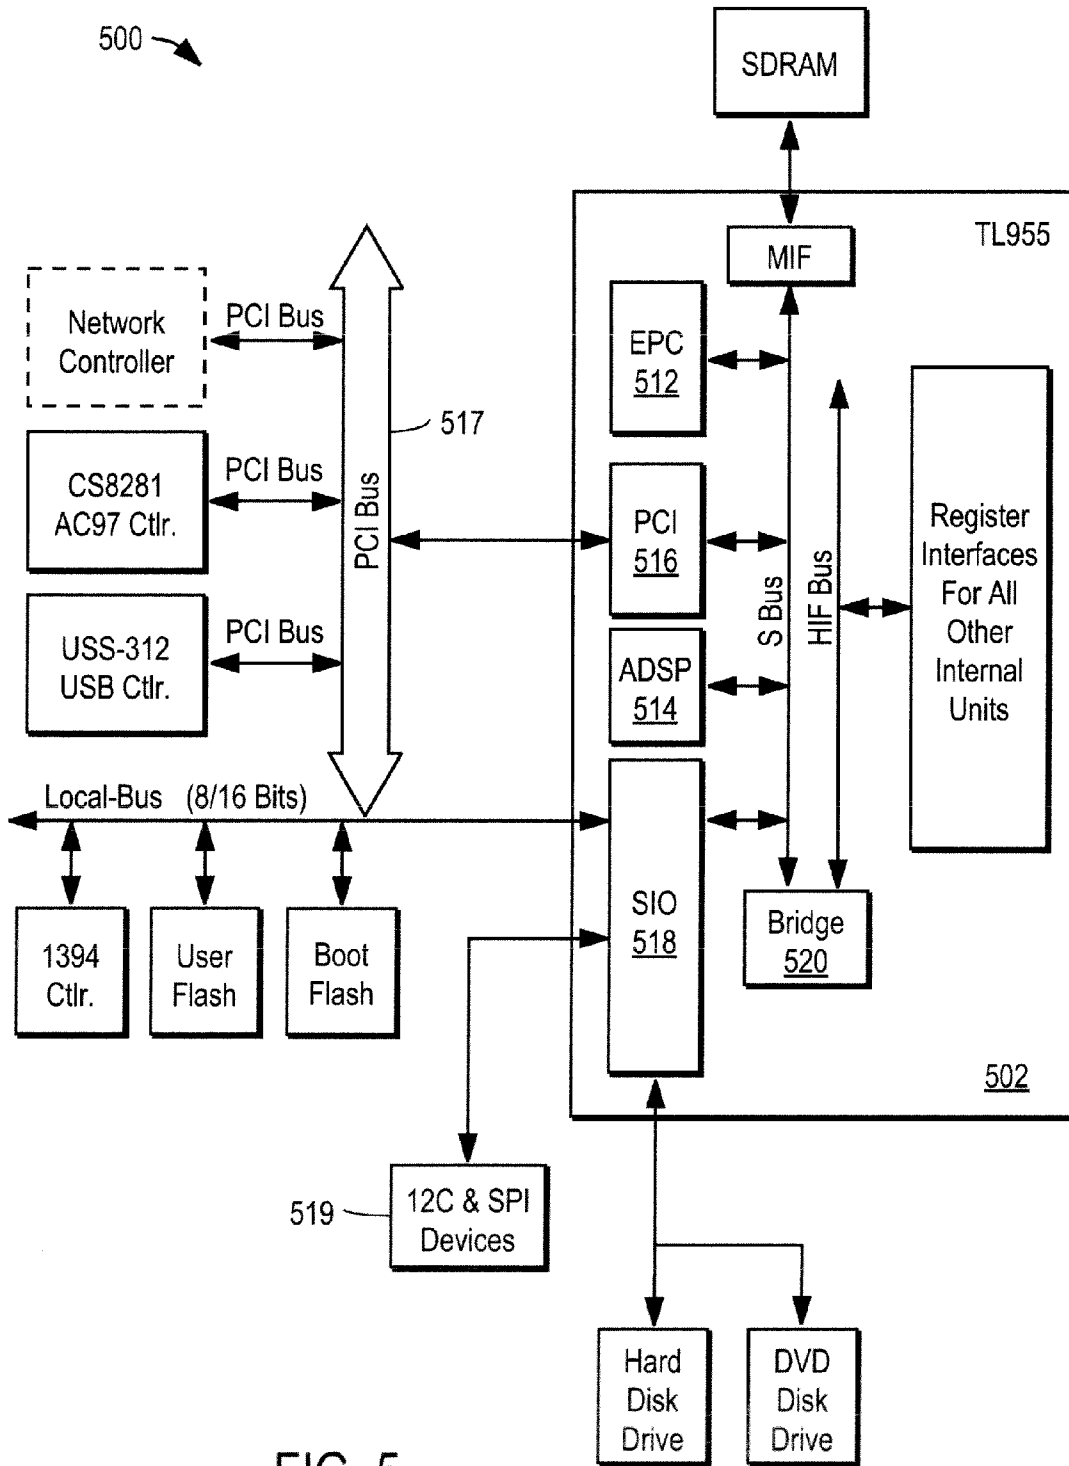 500
SDRAM
TL955
MIF
Network
Controller
PCI Bus
EPC
512
517
CS8281
AC97 Ctlr.
PCI Bus
PCI Bus
PCI
516
S Bus
HIF Bus
Register
Interfaces
For All
Other
Internal
Units
USS-312
USB Ctlr.
PCI Bus
ADSP
514
Local-Bus (8/16 Bits)
1394
Ctlr.
User
Flash
Boot
Flash
SIO
518
Bridge
520
502
519
12C & SPI
Devices
Hard
Disk
Drive
DVD
Disk
Drive
FIG. 5